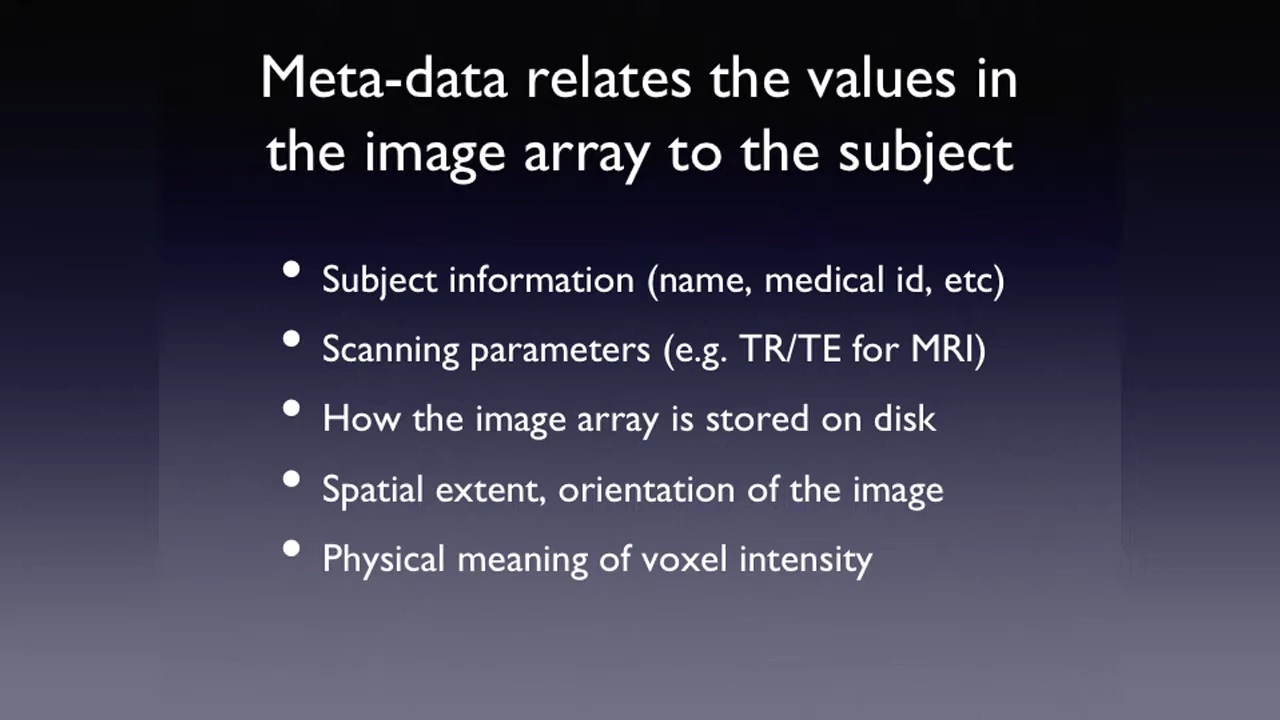 Meta-data relates the values in
the image array to the subject
• Subject information (name, medical id, etc)
• Scanning parameters (e.g. TR/TE for MRI)
• How the image array is stored on disk
• Spatial extent, orientation of the image
• Physical meaning of voxel intensity